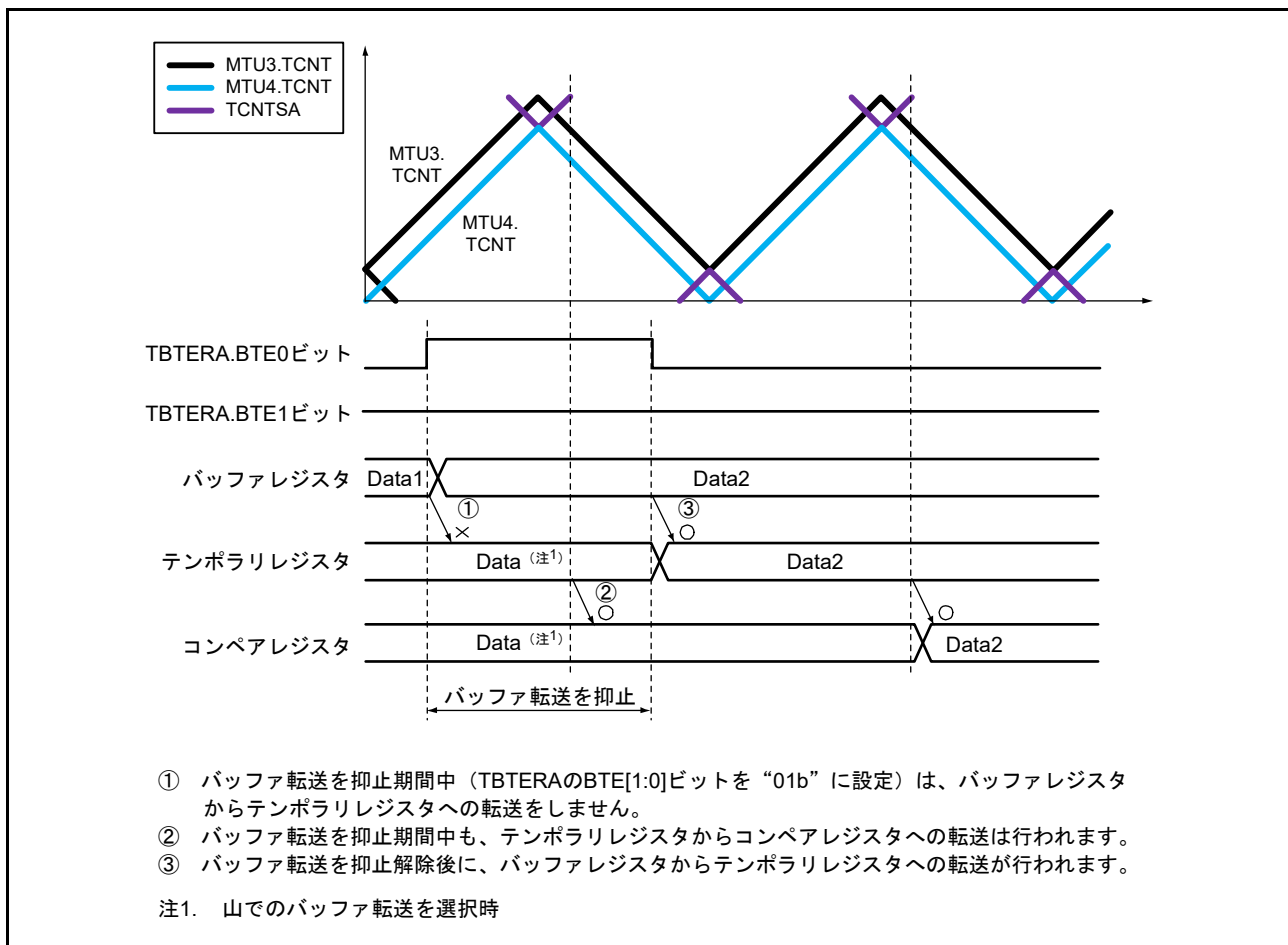 MTU3.TCNT
MTU4.TCNT
TCNTSA
MTU3.
TCNT
MTU4.
TCNT
TBTERA.BTE0ビット
TBTERA.BTE1ビット
バッファレジスタ Data1 Data2
① ×
③ ○
テンポラリレジスタ Data（注1） Data2
② ○
○
コンペアレジスタ Data（注1） Data2
バッファ転送を抑止
① バッファ転送を抑止期間中（TBTERAのBTE[1:0]ビットを“01b”に設定）は、バッファレジスタ
からテンポラリレジスタへの転送をしません。
② バッファ転送を抑止期間中も、テンポラリレジスタからコンペアレジスタへの転送は行われます。
③ バッファ転送を抑止解除後に、バッファレジスタからテンポラリレジスタへの転送が行われます。
注1. 山でのバッファ転送を選択時